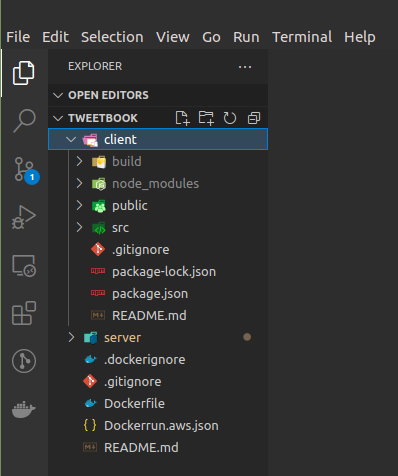 File Edit Selection View Go Run Terminal Help
EXPLORER ...
OPEN EDITORS
TWEETBOOK
client
build
node_modules
public
src
1
.gitignore
package-lock.json
package.json
README.md
server
.dockerignore
.gitignore
Dockerfile
Dockerrun.aws.json
README.md